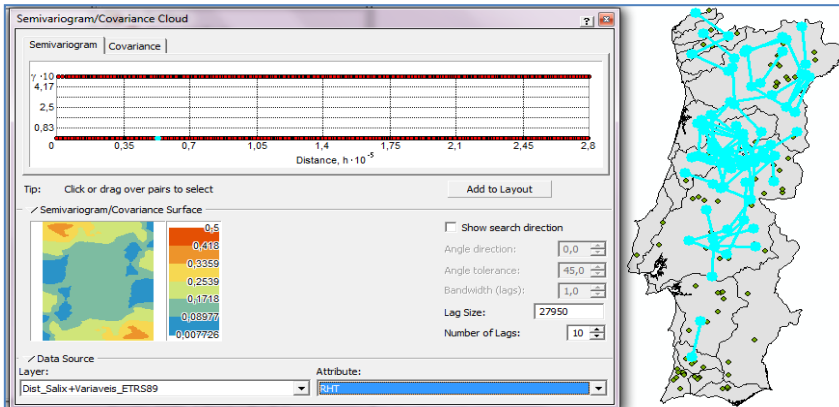 Semivariogram/Covariance Cloud
Semivariogram
Covariance
γ · 10
4,17
2,5
0,83
0
0,35
0,7
1,05
1,4
1,75
2,1
2,45
2,8
Distance, h · 10⁻⁵
Tip: Click or drag over pairs to select
Add to Layout
Semivariogram/Covariance Surface
0,5
0,418
0,3359
0,2539
0,1718
0,08977
0,007726
Show search direction
Angle direction: 0,0
Angle tolerance: 45,0
Bandwidth (lags): 1,0
Lag Size: 27950
Number of Lags: 10
Data Source
Layer:
Attribute:
Dist_Salix+Variaveis_ETRS89
RHT